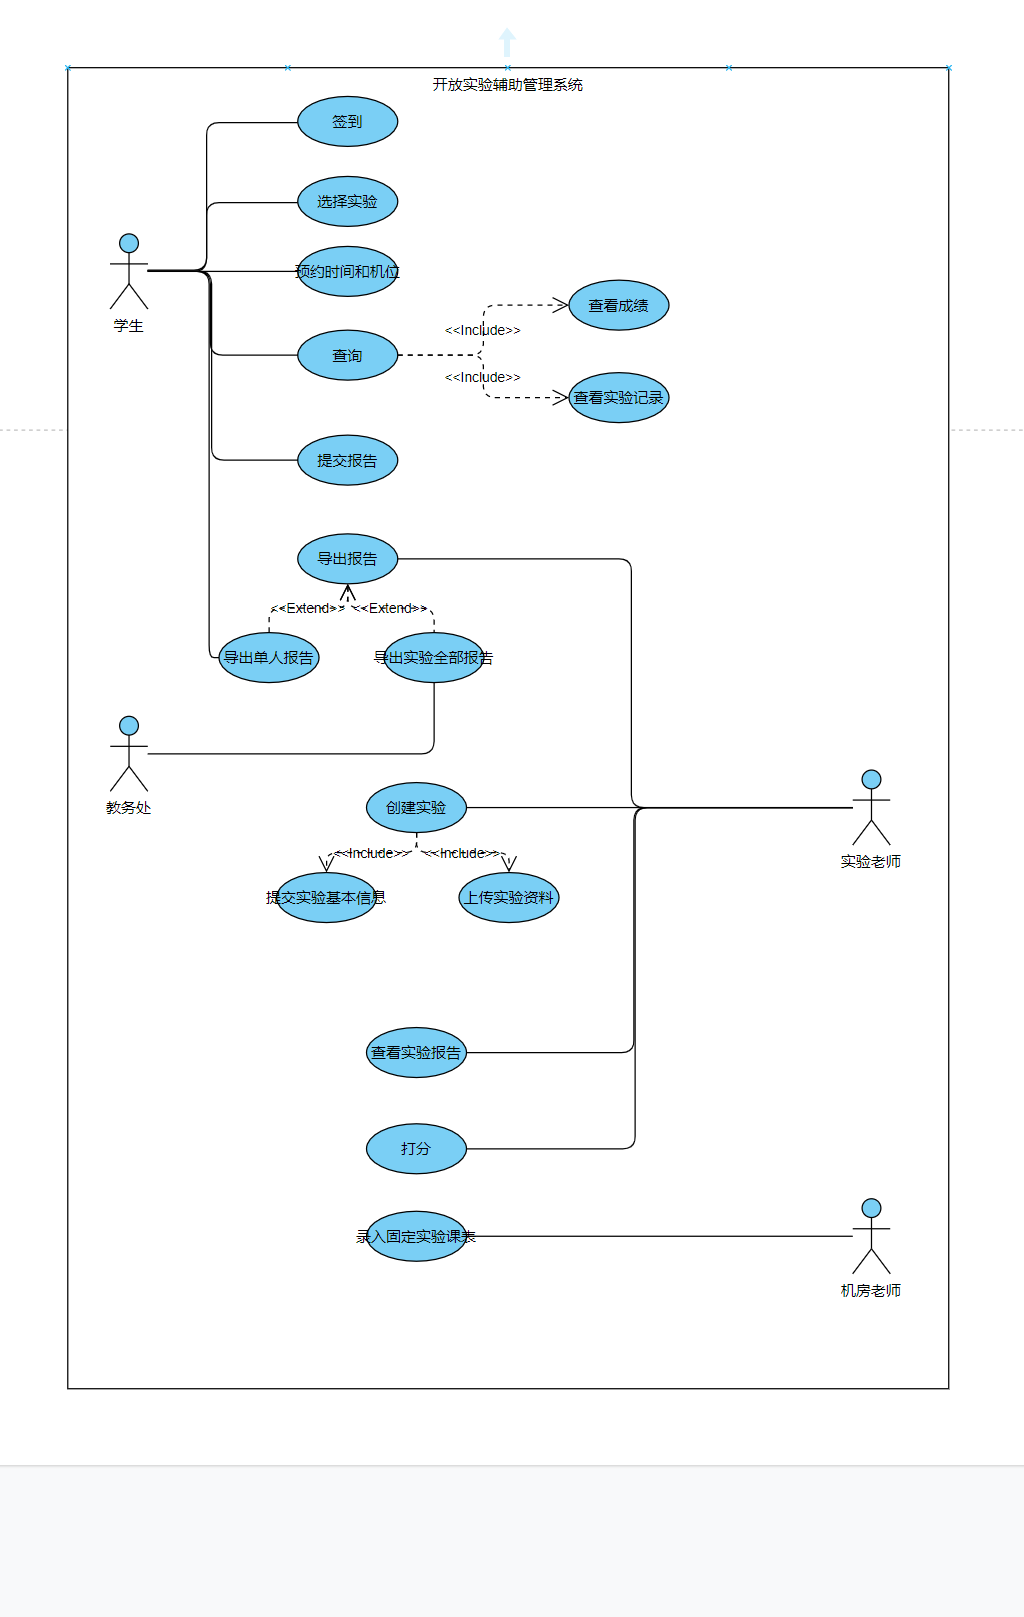 开放实验辅助管理系统
签到
选择实验
预约时间和机位
学生
查看成绩
<<Include>>
查询
<<Include>>
查看实验记录
提交报告
导出报告
<<Extend>> <<Extend>>
导出单人报告 导出实验全部报告
教务处
创建实验
实验老师
<<Include>> <<Include>>
提交实验基本信息 上传实验资料
查看实验报告
打分
录入固定实验课表
机房老师